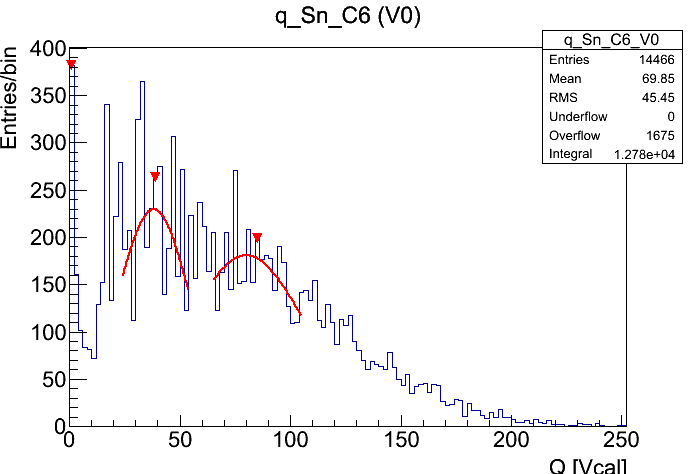 q_Sn_C6 (V0)
q_Sn_C6_V0
Entries 14466
Mean 69.85
RMS 45.45
Underflow 0
Overflow 1675
Integral 1.278e+04
Entries/bin
400
350
300
250
200
150
100
50
0
0 50 100 150 200 250
Q [Vcal]